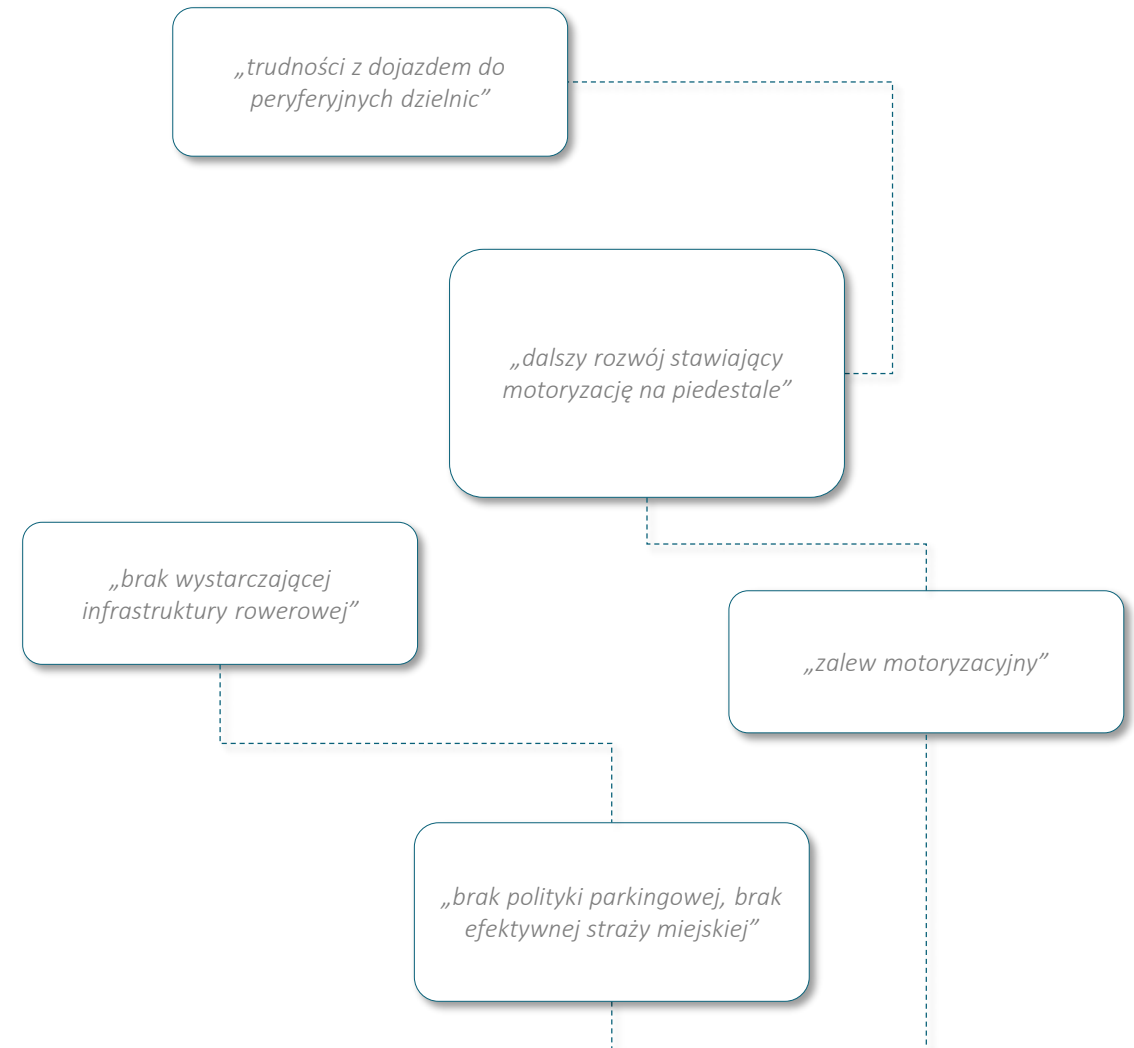 „trudności z dojazdem do
peryferyjnych dzielnic”
„dalszy rozwój stawiający
motoryzację na piedestale”
„brak wystarczającej
infrastruktury rowerowej”
„zalew motoryzacyjny”
„brak polityki parkingowej, brak
efektywnej straży miejskiej”